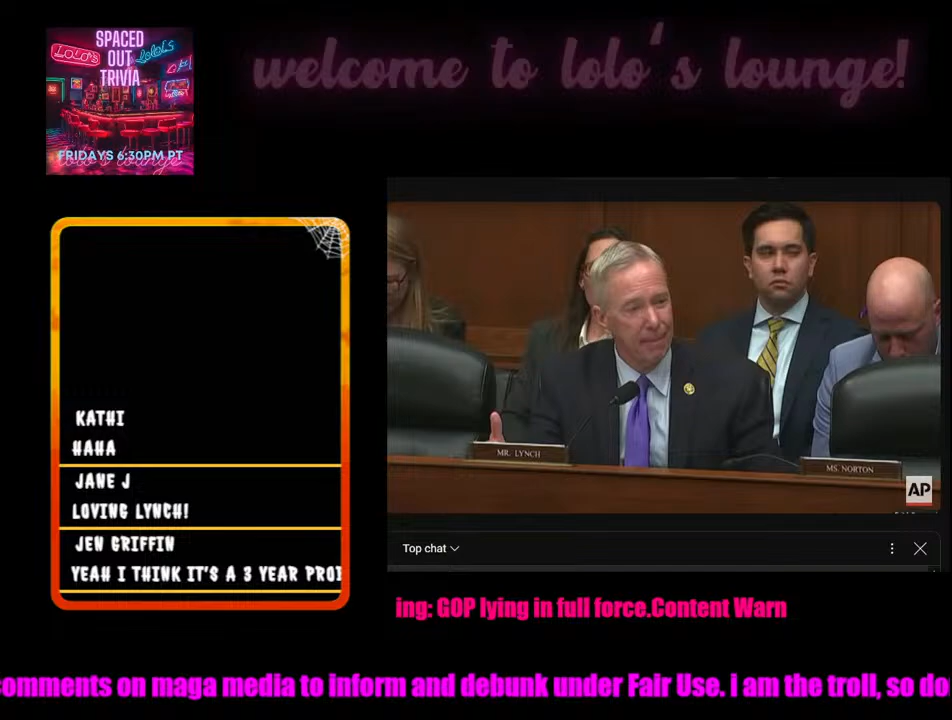 SPACED
OUT
TRIVIA
LOLO'S
FRIDAYS 6:30PM PT
lolo's lounge
welcome to lolo's lounge!
KATHI
HAHA
JANE J
LOVING LYNCH!
JEN GRIFFIN
YEAH I THINK IT'S A 3 YEAR
MR. LYNCH
MS. NORTON
AP
Top chat
ing: GOP lying in full force.Content Warn
comments on maga media to inform and debunk under Fair Use. i am the troll, so do